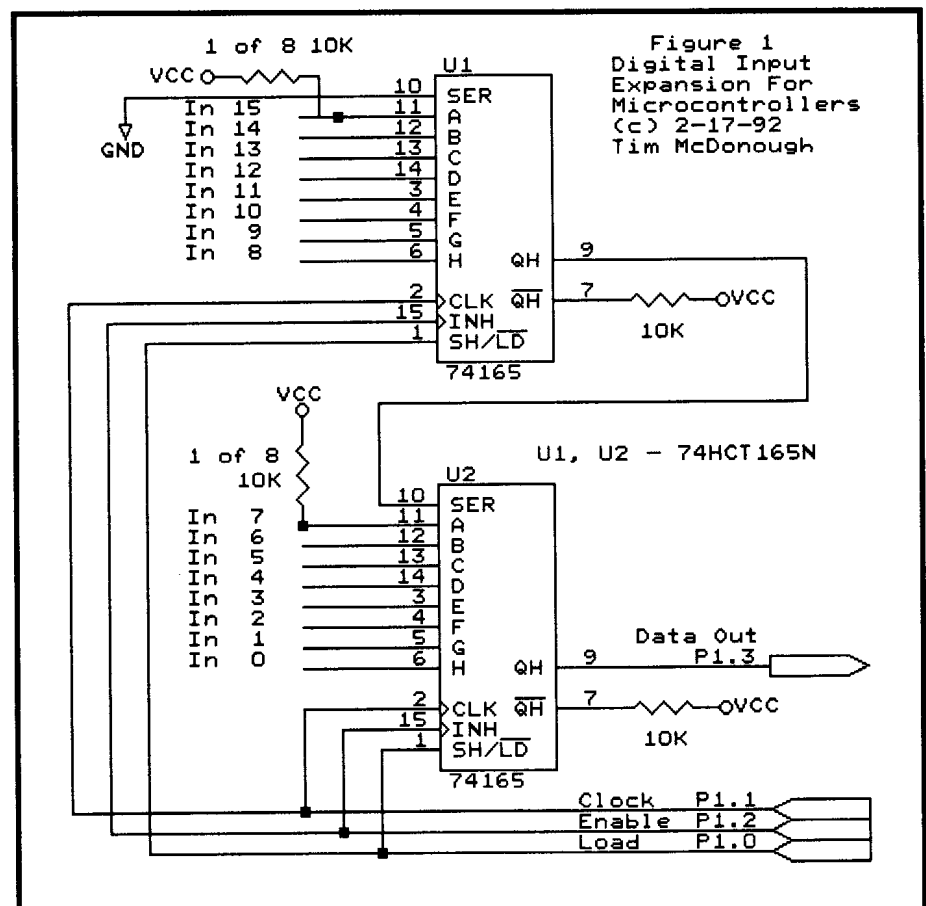 Figure 1
Digital Input
Expansion For
Microcontrollers
(c) 2-17-92
Tim McDonough
1 of 8 10K
VCC
GND
U1
In 15
In 14
In 13
In 12
In 11
In 10
In 9
In 8
10 SER
11 A
12 B
13 C
14 D
3 E
4 F
5 G
6 H
2 CLK
15 INH
1 SH/LD
QH 9
QH 7
VCC
10K
74165
U1, U2 - 74HCT165N
VCC
1 of 8
10K
U2
In 7
In 6
In 5
In 4
In 3
In 2
In 1
In 0
10 SER
11 A
12 B
13 C
14 D
3 E
4 F
5 G
6 H
2 CLK
15 INH
1 SH/LD
QH 9
QH 7
VCC
10K
74165
Data Out
P1.3
Clock P1.1
Enable P1.2
Load P1.0